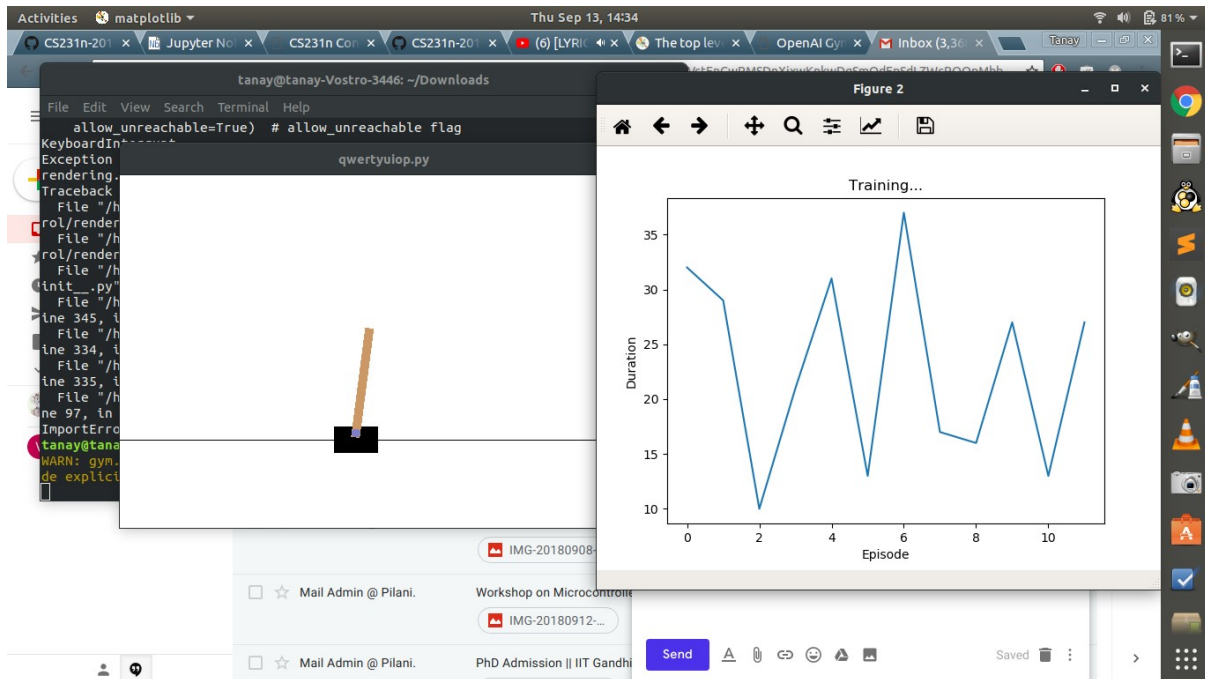 Activities matplotlib Thu Sep 13, 14:34 81 %
CS231n-201 Jupyter No CS231n Con CS231n-201 (6) [LYRIC The top leve OpenAI Gyn Inbox (3,36 Tanay
tanay@tanay-Vostro-3446: ~/Downloads
File Edit View Search Terminal Help
allow_unreachable=True) # allow_unreachable flag
KeyboardInterrupt
Exception
rendering.
Traceback
File "/h
rol/render
File "/h
rol/render
File "/h
init__.py"
File "/h
ine 345, i
File "/h
ine 334, i
File "/h
ine 335, i
File "/h
ne 97, in
ImportErro
tanay@tana
WARN: gym.
de explici
qwertyuiop.py
Figure 2
Training...
35
30
25
20
15
10
Duration
0 2 4 6 8 10
Episode
IMG-20180908-
Mail Admin @ Pilani. Workshop on Microcontrolle
IMG-20180912-...
Mail Admin @ Pilani. PhD Admission || IIT Gandhi
Send Saved